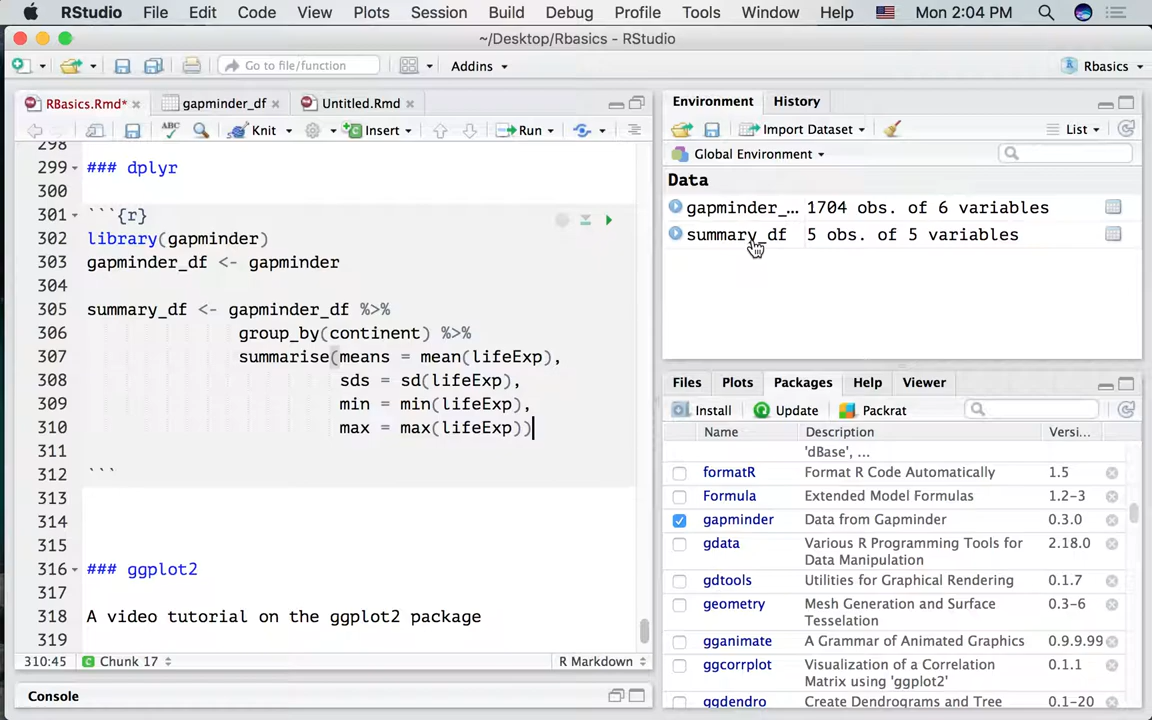 RStudio File Edit Code View Plots Session Build Debug Profile Tools Window Help Mon 2:04 PM
~/Desktop/Rbasics - RStudio
Go to file/function Addins Rbasics
RBasics.Rmd* gapminder_df Untitled.Rmd
ABC Knit Insert Run
298
299 ### dplyr
300
301 ```{r}
302 library(gapminder)
303 gapminder_df <- gapminder
304
305 summary_df <- gapminder_df %>%
306 group_by(continent) %>%
307 summarise(means = mean(lifeExp),
308 sds = sd(lifeExp),
309 min = min(lifeExp),
310 max = max(lifeExp))
311
312 ```
313
314
315
316 ### ggplot2
317
318 A video tutorial on the ggplot2 package
319
310:45 Chunk 17 R Markdown
Console
Environment History
Import Dataset List
Global Environment
Data
gapminder_… 1704 obs. of 6 variables
summary_df 5 obs. of 5 variables
Files Plots Packages Help Viewer
Install Update Packrat
Name Description Versi…
'dBase', ...
formatR Format R Code Automatically 1.5
Formula Extended Model Formulas 1.2-3
gapminder Data from Gapminder 0.3.0
gdata Various R Programming Tools for 2.18.0
Data Manipulation
gdtools Utilities for Graphical Rendering 0.1.7
geometry Mesh Generation and Surface 0.3-6
Tesselation
gganimate A Grammar of Animated Graphics 0.9.9.99
ggcorrplot Visualization of a Correlation 0.1.1
Matrix using 'ggplot2'
ggdendro Create Dendrograms and Tree 0.1-20